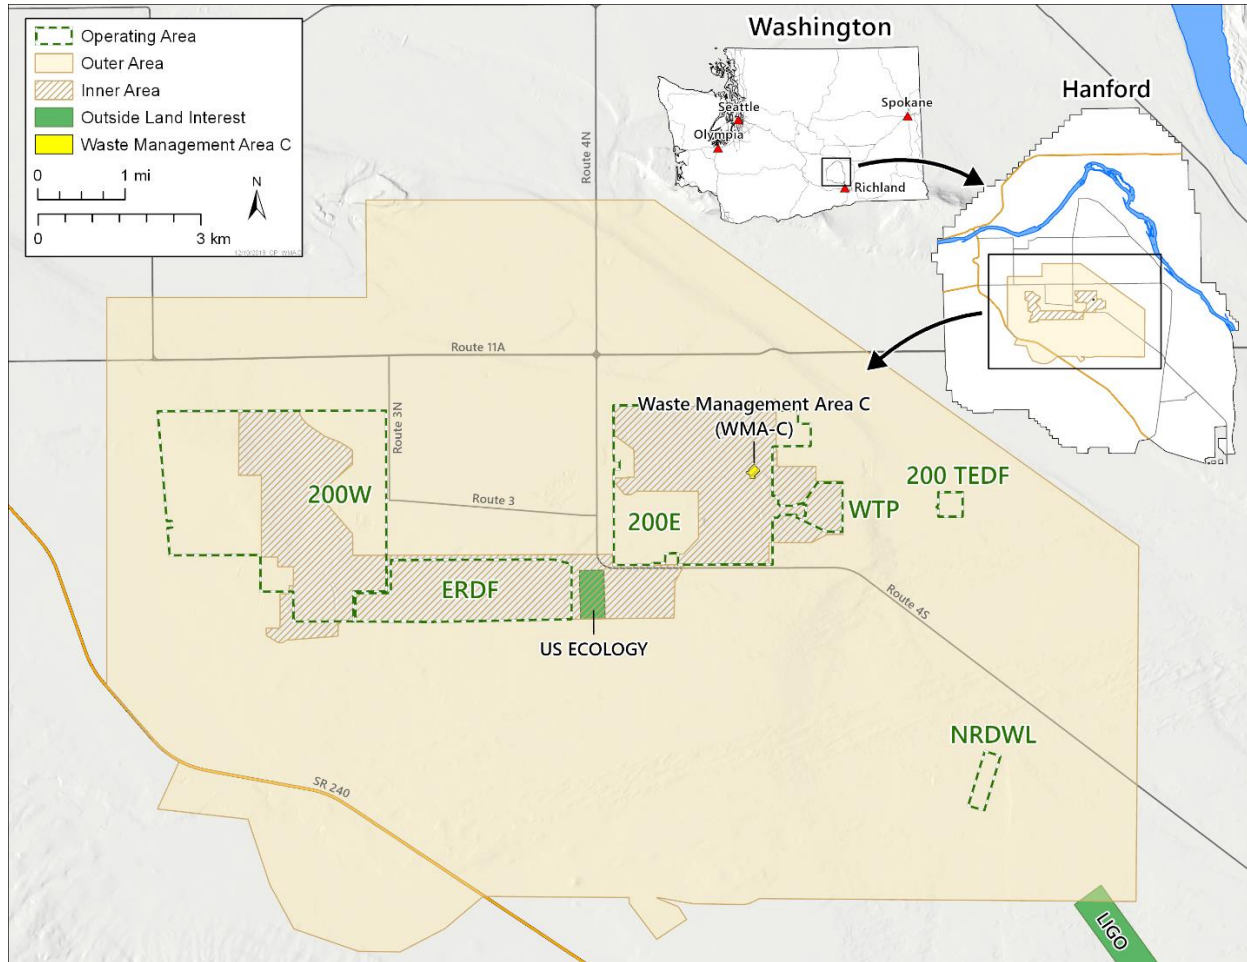 Operating Area
Outer Area
Inner Area
Outside Land Interest
Waste Management Area C
0 1 mi
N
0 3 km
Washington
Seattle
Olympia
Spokane
Richland
Hanford
Route 4N
Route 11A
Route 3N
Route 3
Waste Management Area C
(WMA-C)
200W
200E
WTP
200 TEDF
ERDF
US ECOLOGY
Route 4S
NRDWL
SR 240
LIGO